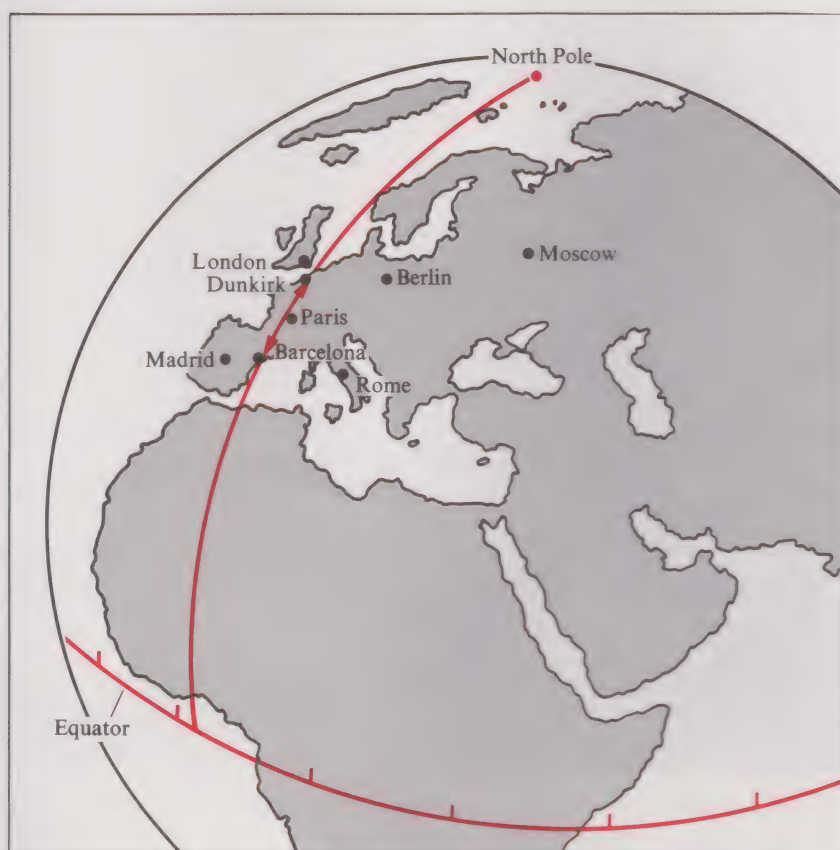 North Pole
London
Moscow
Dunkirk
Berlin
Paris
Madrid
Barcelona
Rome
Equator